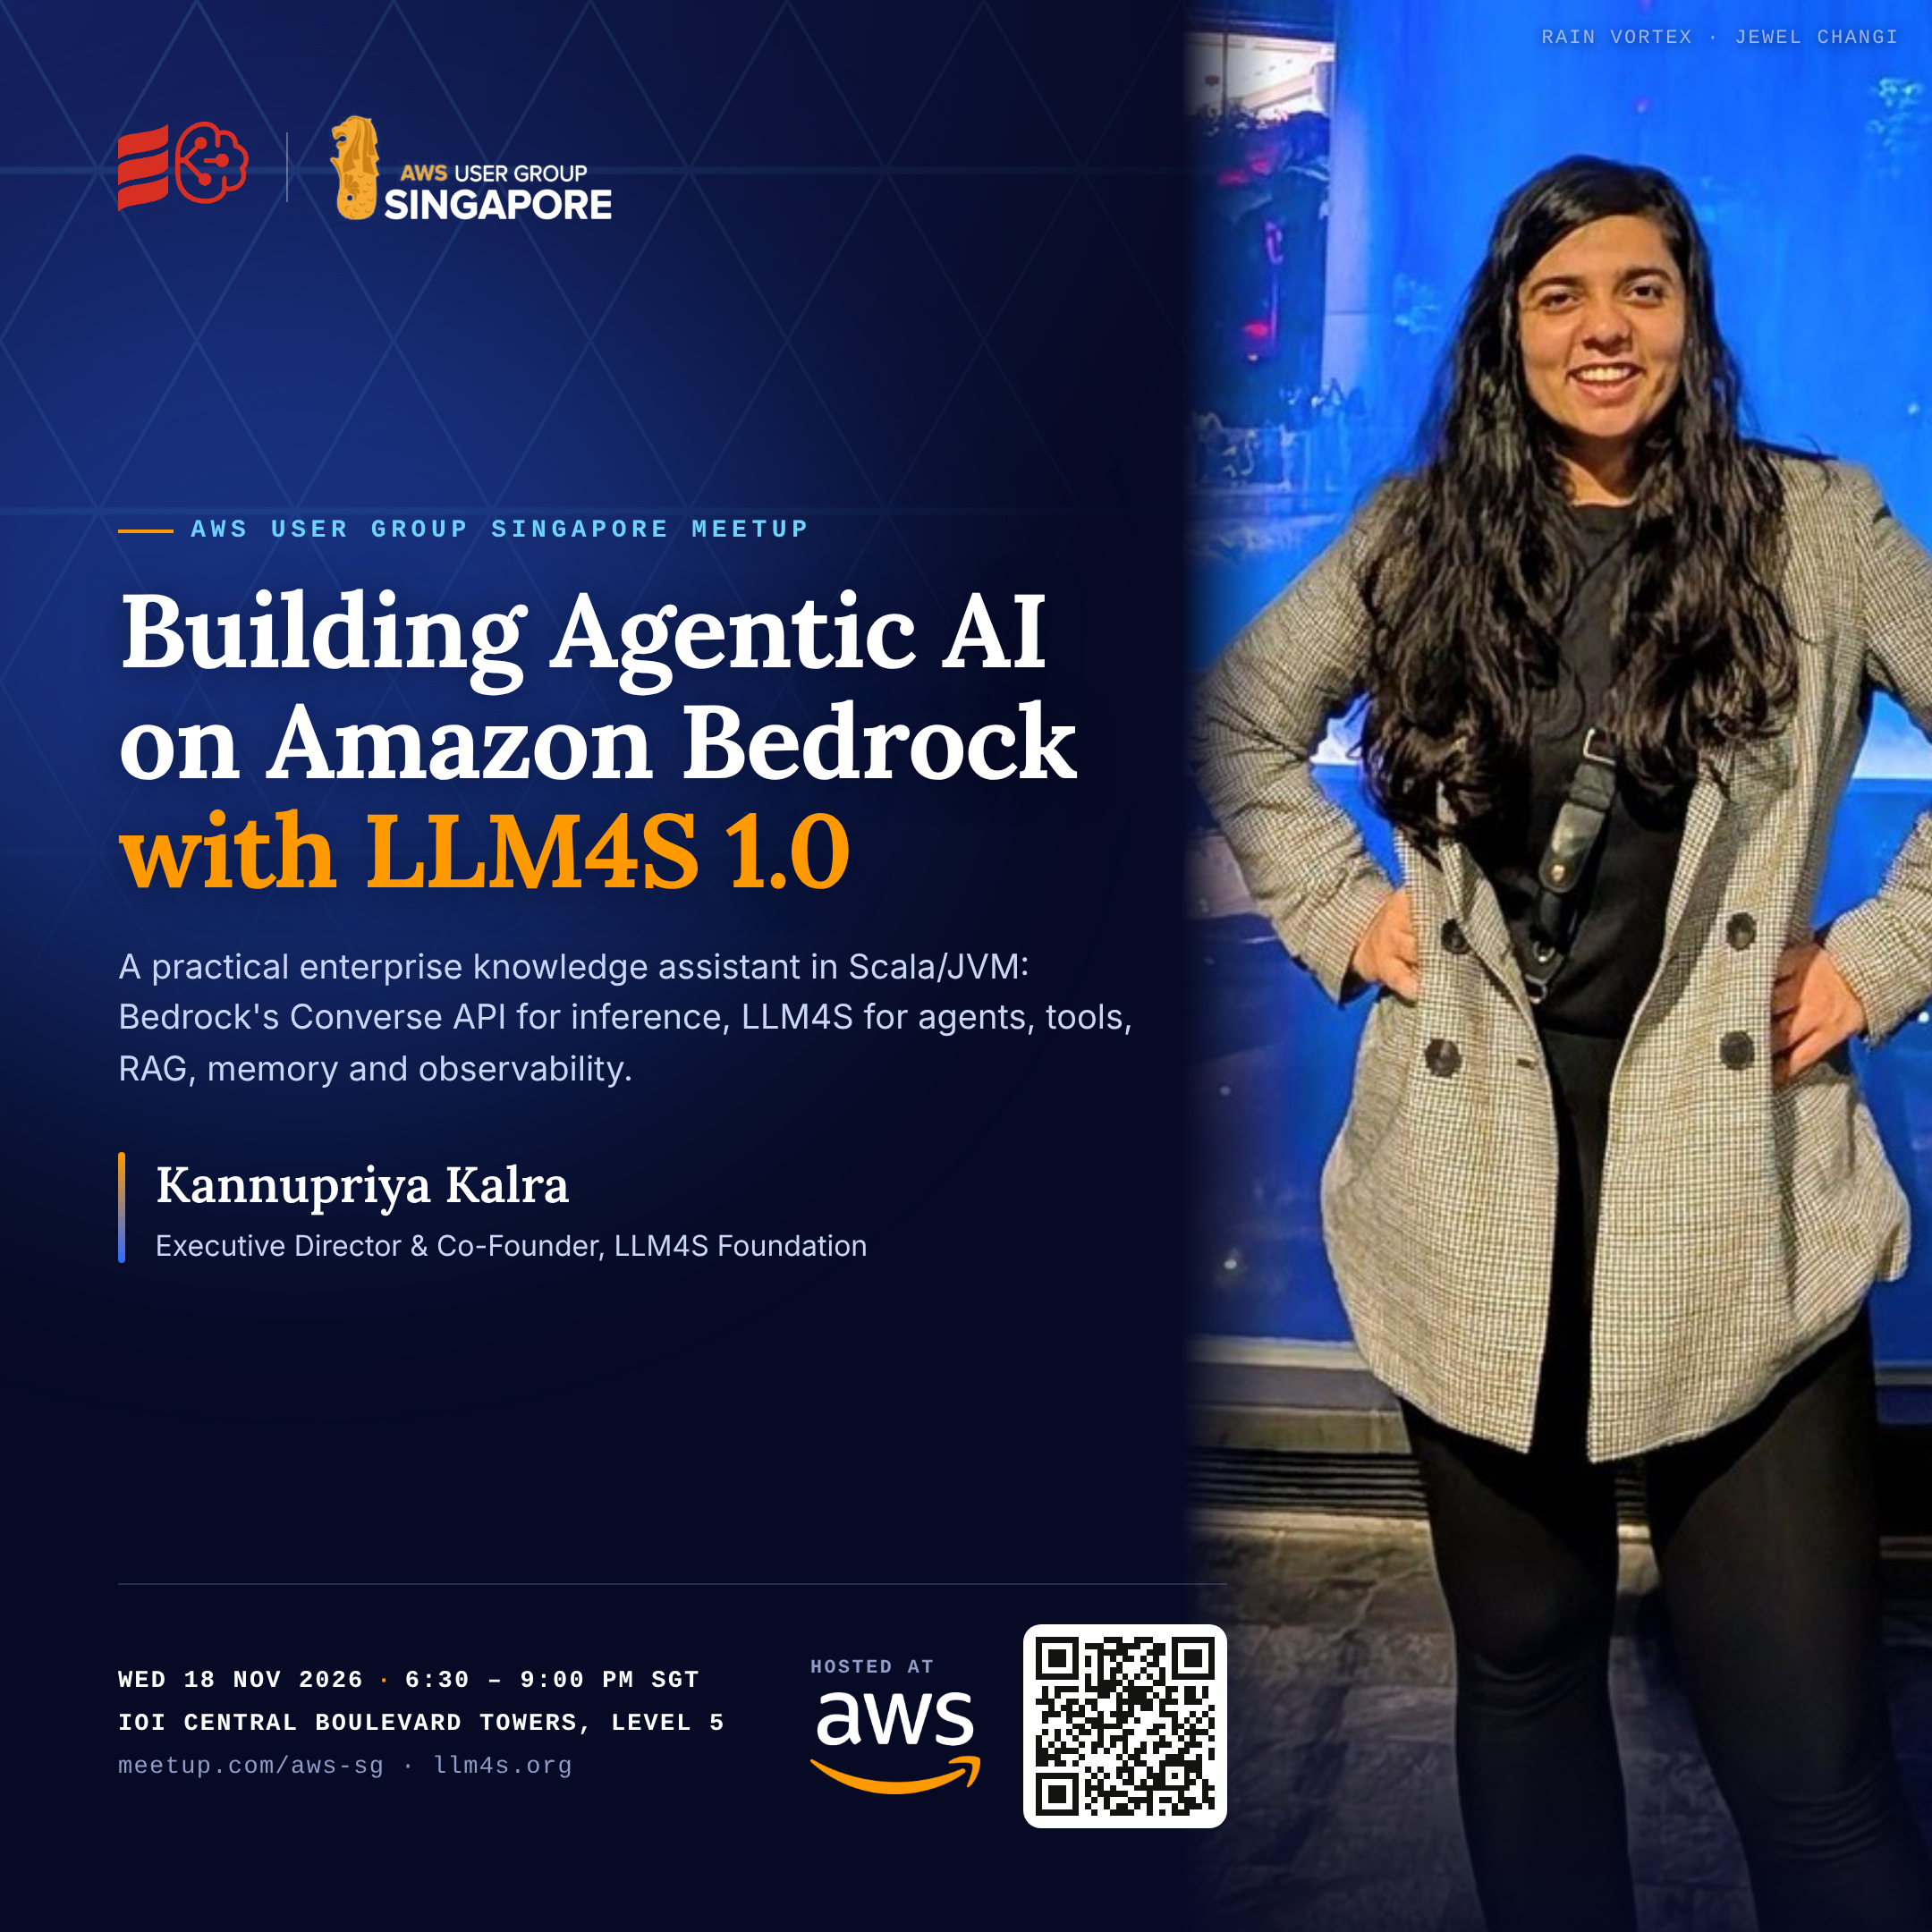 RAIN VORTEX · JEWEL CHANGI
AWS USER GROUP
SINGAPORE
AWS USER GROUP SINGAPORE MEETUP
Building Agentic AI
on Amazon Bedrock
with LLM4S 1.0
A practical enterprise knowledge assistant in Scala/JVM:
Bedrock's Converse API for inference, LLM4S for agents, tools,
RAG, memory and observability.
Kannupriya Kalra
Executive Director & Co-Founder, LLM4S Foundation
WED 18 NOV 2026 · 6:30 – 9:00 PM SGT
IOI CENTRAL BOULEVARD TOWERS, LEVEL 5
meetup.com/aws-sg · llm4s.org
HOSTED AT
aws